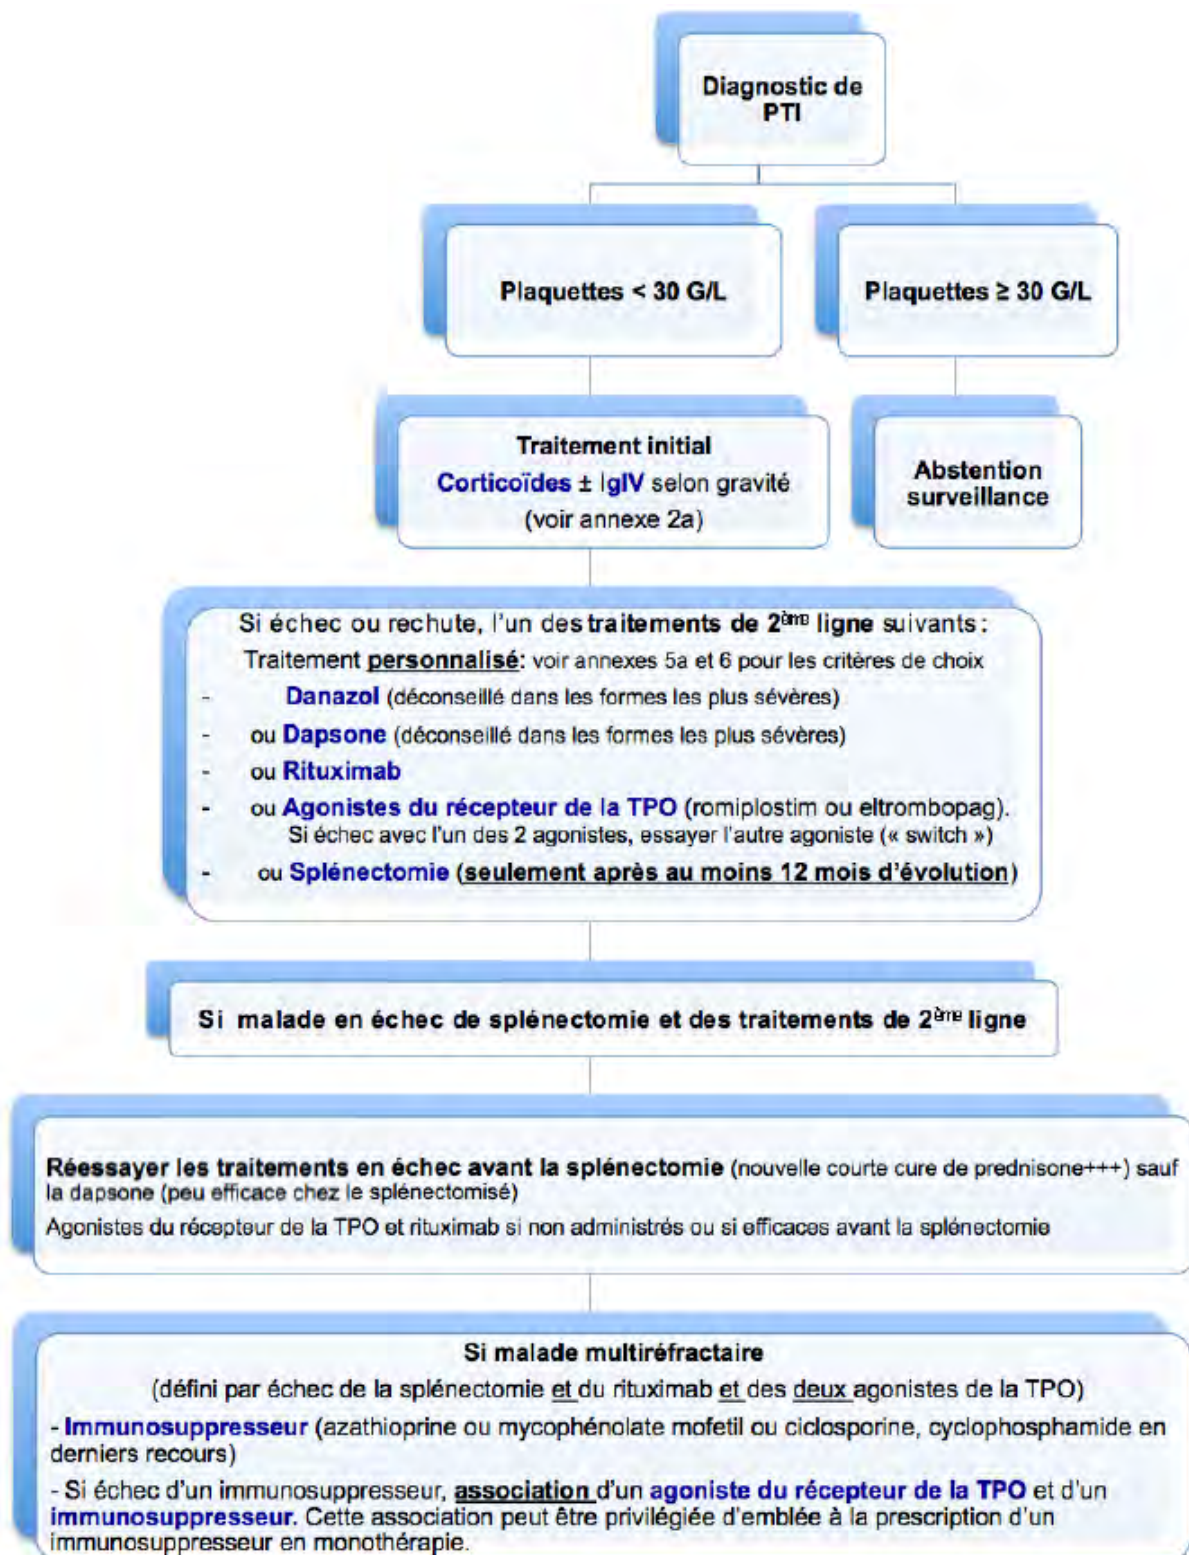 Diagnostic de
PTI
Plaquettes < 30 G/L
Plaquettes ≥ 30 G/L
Traitement initial
Corticoïdes ± IgIV selon gravité
(voir annexe 2a)
Abstention
surveillance
Si échec ou rechute, l'un des traitements de 2ème ligne suivants :
Traitement personnalisé: voir annexes 5a et 6 pour les critères de choix
- Danazol (déconseillé dans les formes les plus sévères)
- ou Dapsone (déconseillé dans les formes les plus sévères)
- ou Rituximab
- ou Agonistes du récepteur de la TPO (romiplostim ou eltrombopag).
Si échec avec l'un des 2 agonistes, essayer l'autre agoniste (« switch »)
- ou Splénectomie (seulement après au moins 12 mois d'évolution)
Si malade en échec de splénectomie et des traitements de 2ème ligne
Réessayer les traitements en échec avant la splénectomie (nouvelle courte cure de prednisone+++) sauf
la dapsone (peu efficace chez le splénectomisé)
Agonistes du récepteur de la TPO et rituximab si non administrés ou si efficaces avant la splénectomie
Si malade multiréfractaire
(défini par échec de la splénectomie et du rituximab et des deux agonistes de la TPO)
- Immunosuppresseur (azathioprine ou mycophénolate mofetil ou ciclosporine, cyclophosphamide en
derniers recours)
- Si échec d'un immunosuppresseur, association d'un agoniste du récepteur de la TPO et d'un
immunosuppresseur. Cette association peut être privilégiée d'emblée à la prescription d'un
immunosuppresseur en monothérapie.